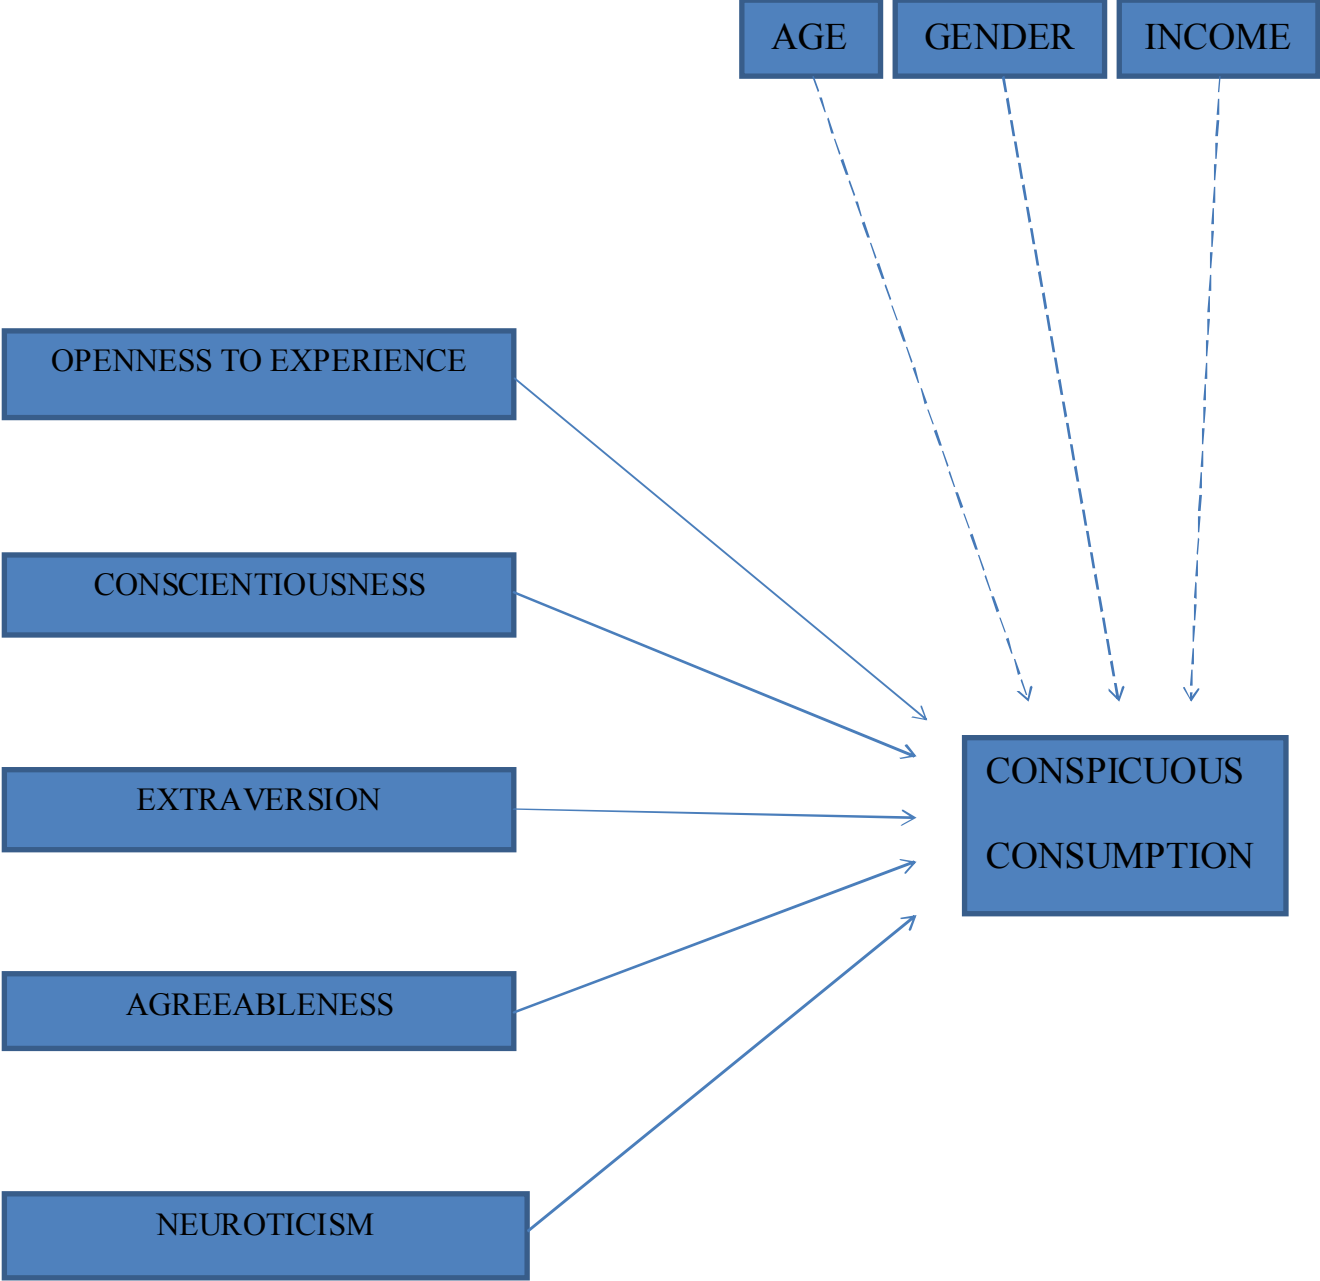 AGE
GENDER
INCOME
OPENNESS TO EXPERIENCE
CONSCIENTIOUSNESS
EXTRAVERSION
AGREEABLENESS
NEUROTICISM
CONSPICUOUS
CONSUMPTION